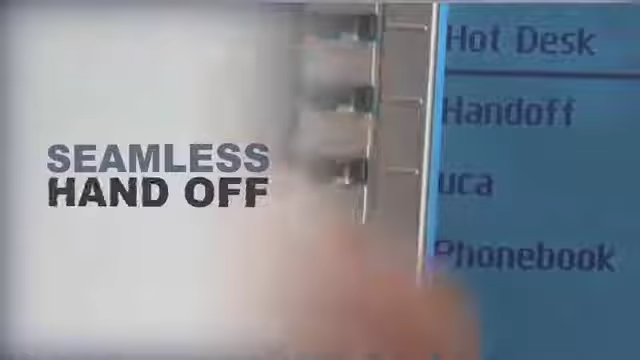 SEAMLESS
HAND OFF
Hot Desk
Handoff
uca
Phonebook